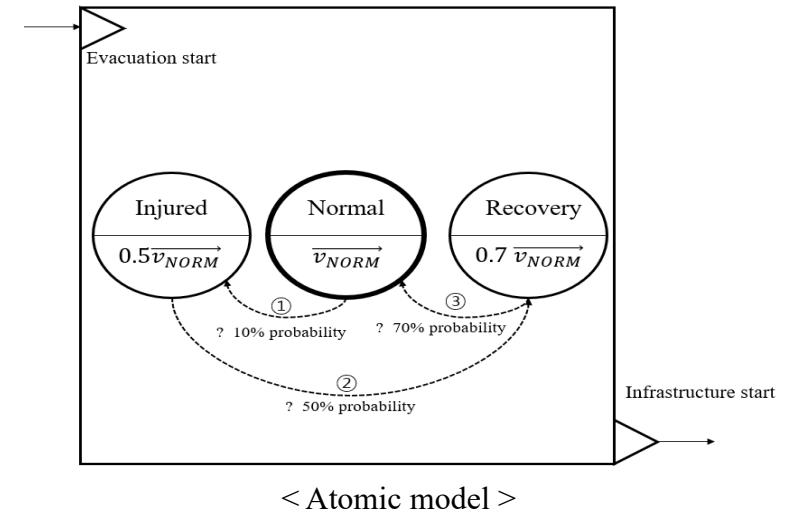 Evacuation start
Injured
Normal
Recovery
0.5v_NORM
v_NORM
0.7 v_NORM
①
③
? 10% probability
? 70% probability
②
? 50% probability
Infrastructure start
< Atomic model >